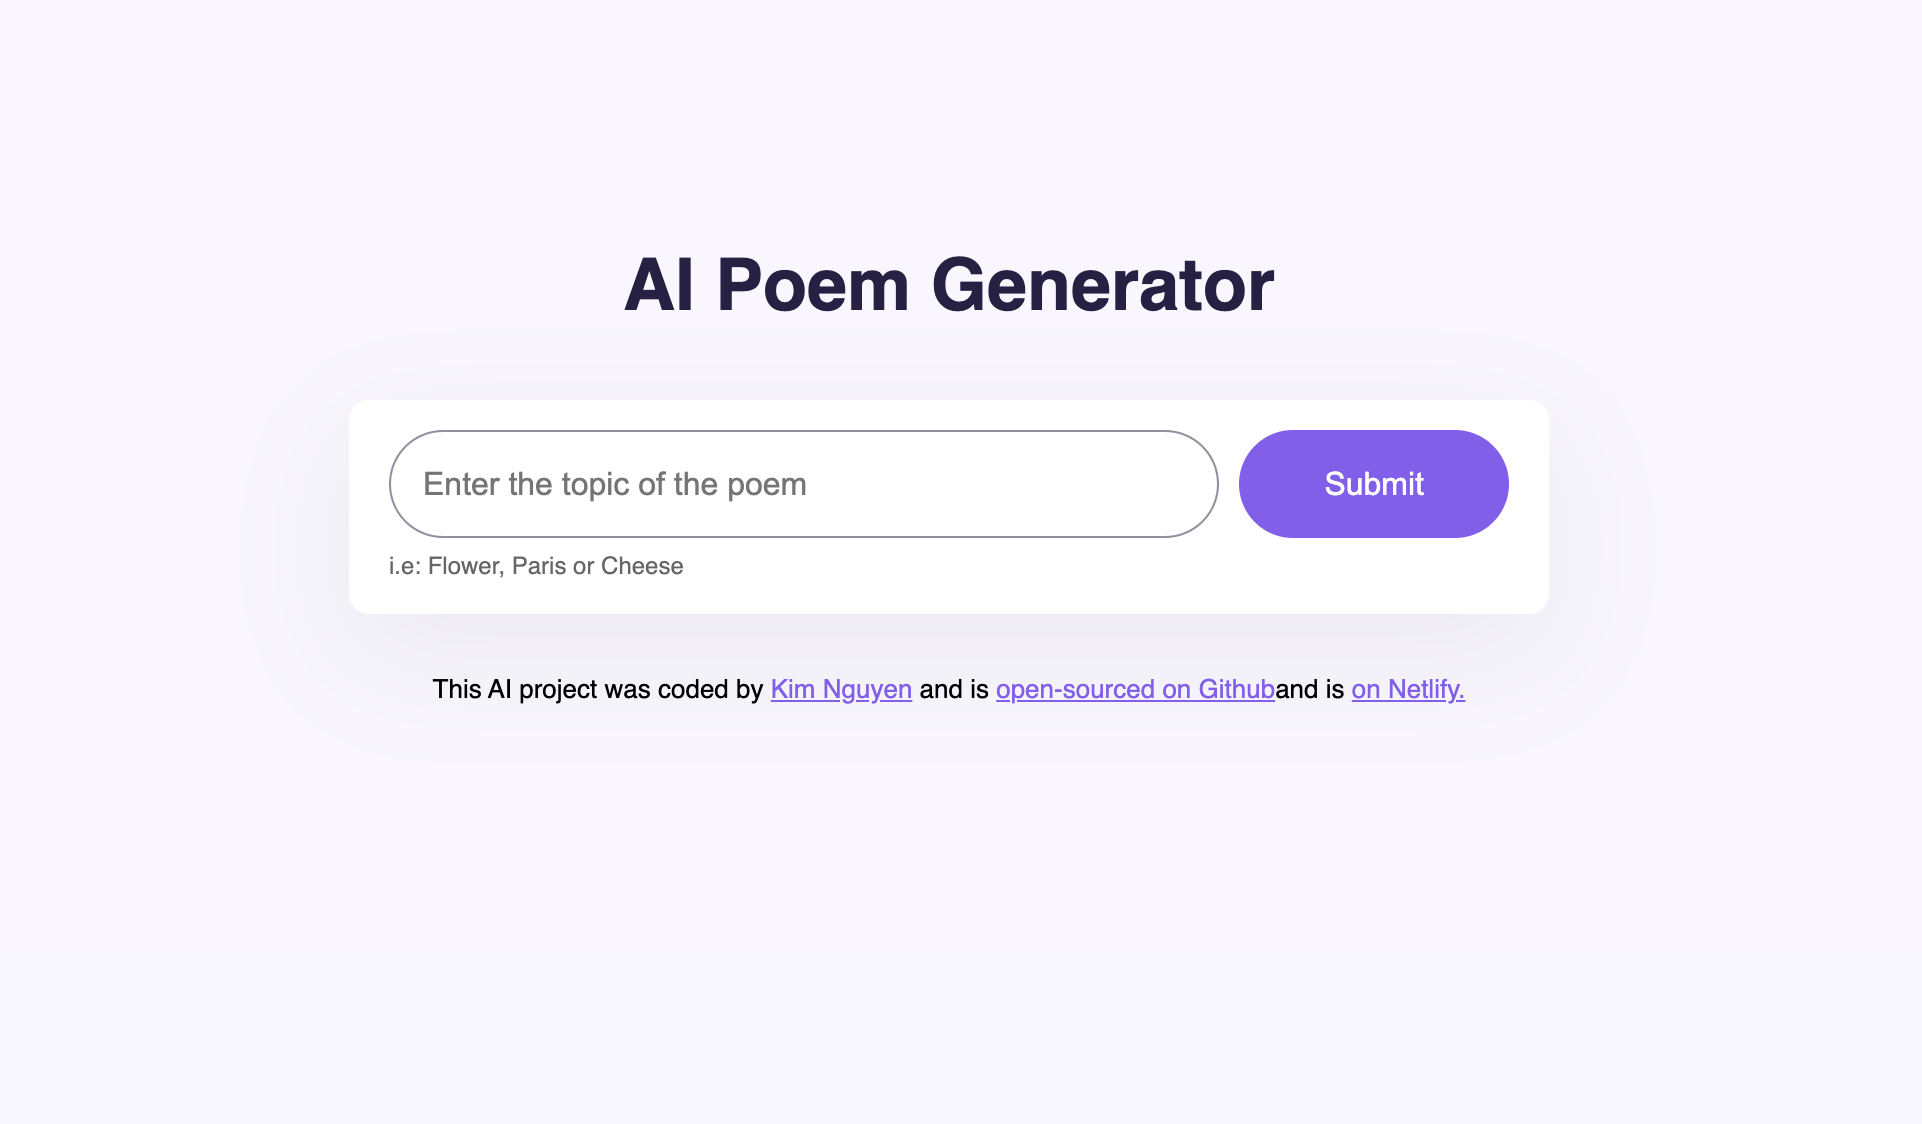 AI Poem Generator
Enter the topic of the poem
Submit
i.e: Flower, Paris or Cheese
This AI project was coded by Kim Nguyen and is open-sourced on Githuband is on Netlify.